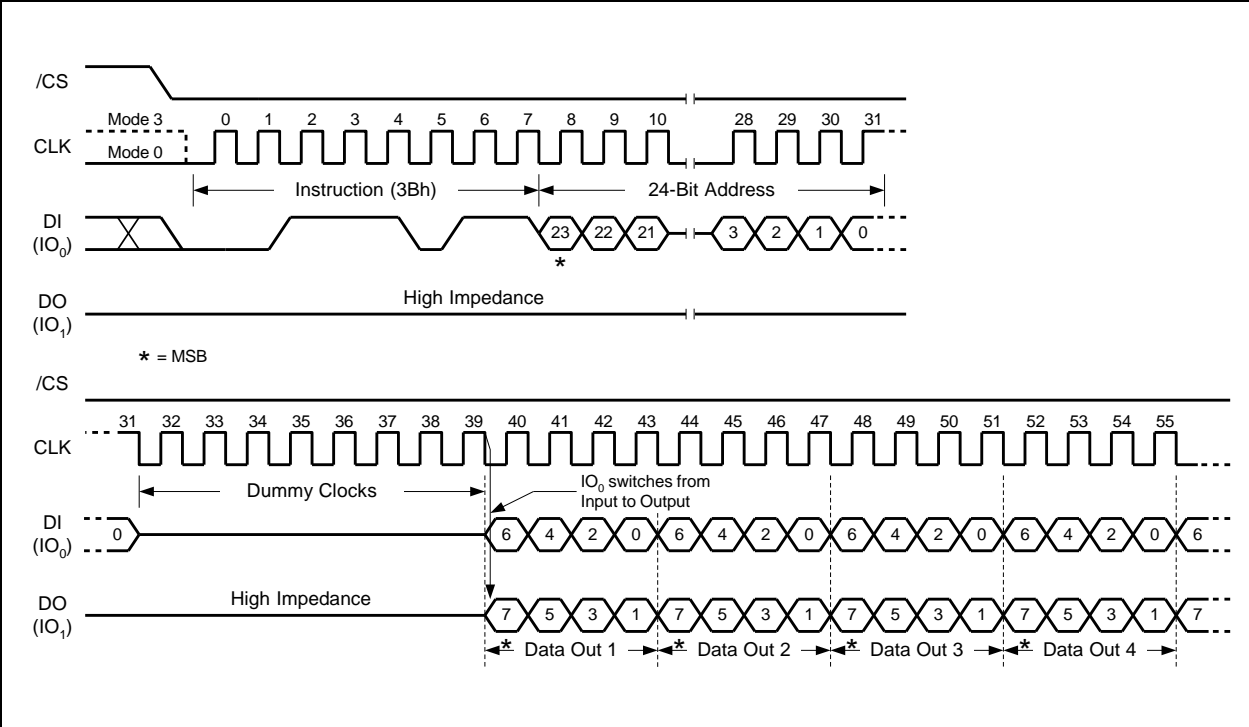 /CS
Mode 3 0 1 2 3 4 5 6 7 8 9 10 28 29 30 31
CLK
Mode 0
Instruction (3Bh) 24-Bit Address
DI
(IO0) 23 22 21 3 2 1 0
*
DO
(IO1)
High Impedance
* = MSB
/CS
31 32 33 34 35 36 37 38 39 40 41 42 43 44 45 46 47 48 49 50 51 52 53 54 55
CLK
Dummy Clocks
IO0 switches from
Input to Output
DI
(IO0)
0 6 4 2 0 6 4 2 0 6 4 2 0 6 4 2 0 6
DO
(IO1)
High Impedance
7 5 3 1 7 5 3 1 7 5 3 1 7 5 3 1 7
* Data Out 1 * Data Out 2 * Data Out 3 * Data Out 4